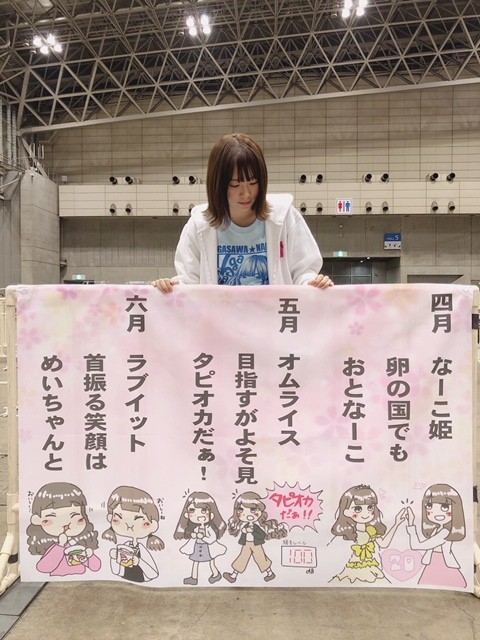 GASAWA★NA
四月　なーこ姫
卵の国でも
おとなーこ
五月　オムライス
目指すがよそ見
タピオカだぁ！
六月　ラブイット
首振る笑顔は
めいちゃんと
タピオカ
だぁ!!
100
dB
20